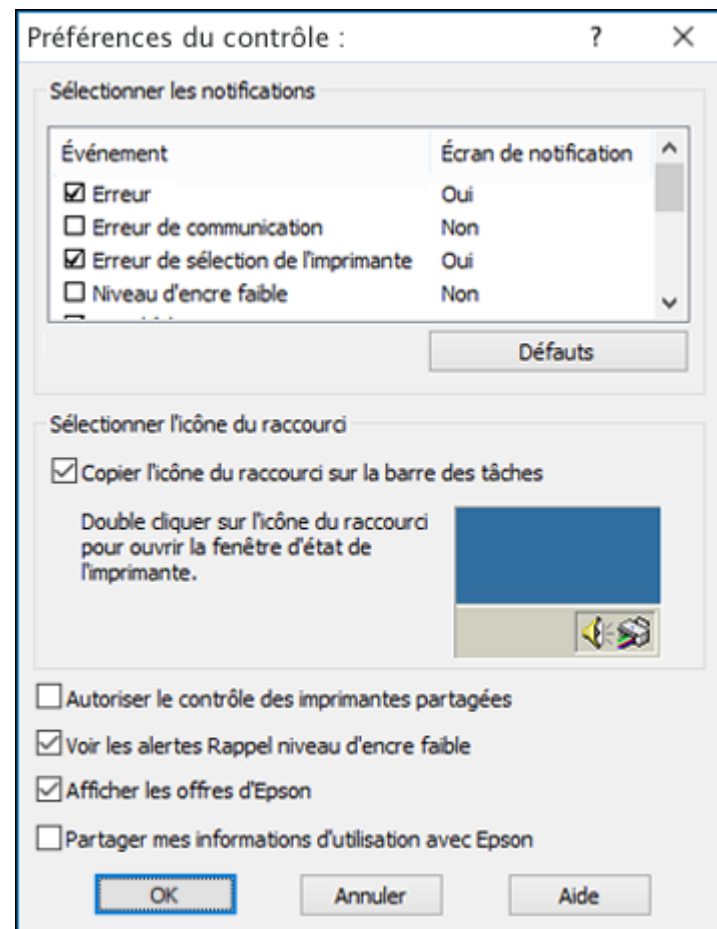 Préférences du contrôle :
?
Sélectionner les notifications
Événement Écran de notification
Erreur Oui
Erreur de communication Non
Erreur de sélection de l'imprimante Oui
Niveau d'encre faible Non
Défauts
Sélectionner l'icône du raccourci
Copier l'icône du raccourci sur la barre des tâches
Double cliquer sur l'icône du raccourci
pour ouvrir la fenêtre d'état de
l'imprimante.
Autoriser le contrôle des imprimantes partagées
Voir les alertes Rappel niveau d'encre faible
Afficher les offres d'Epson
Partager mes informations d'utilisation avec Epson
OK Annuler Aide